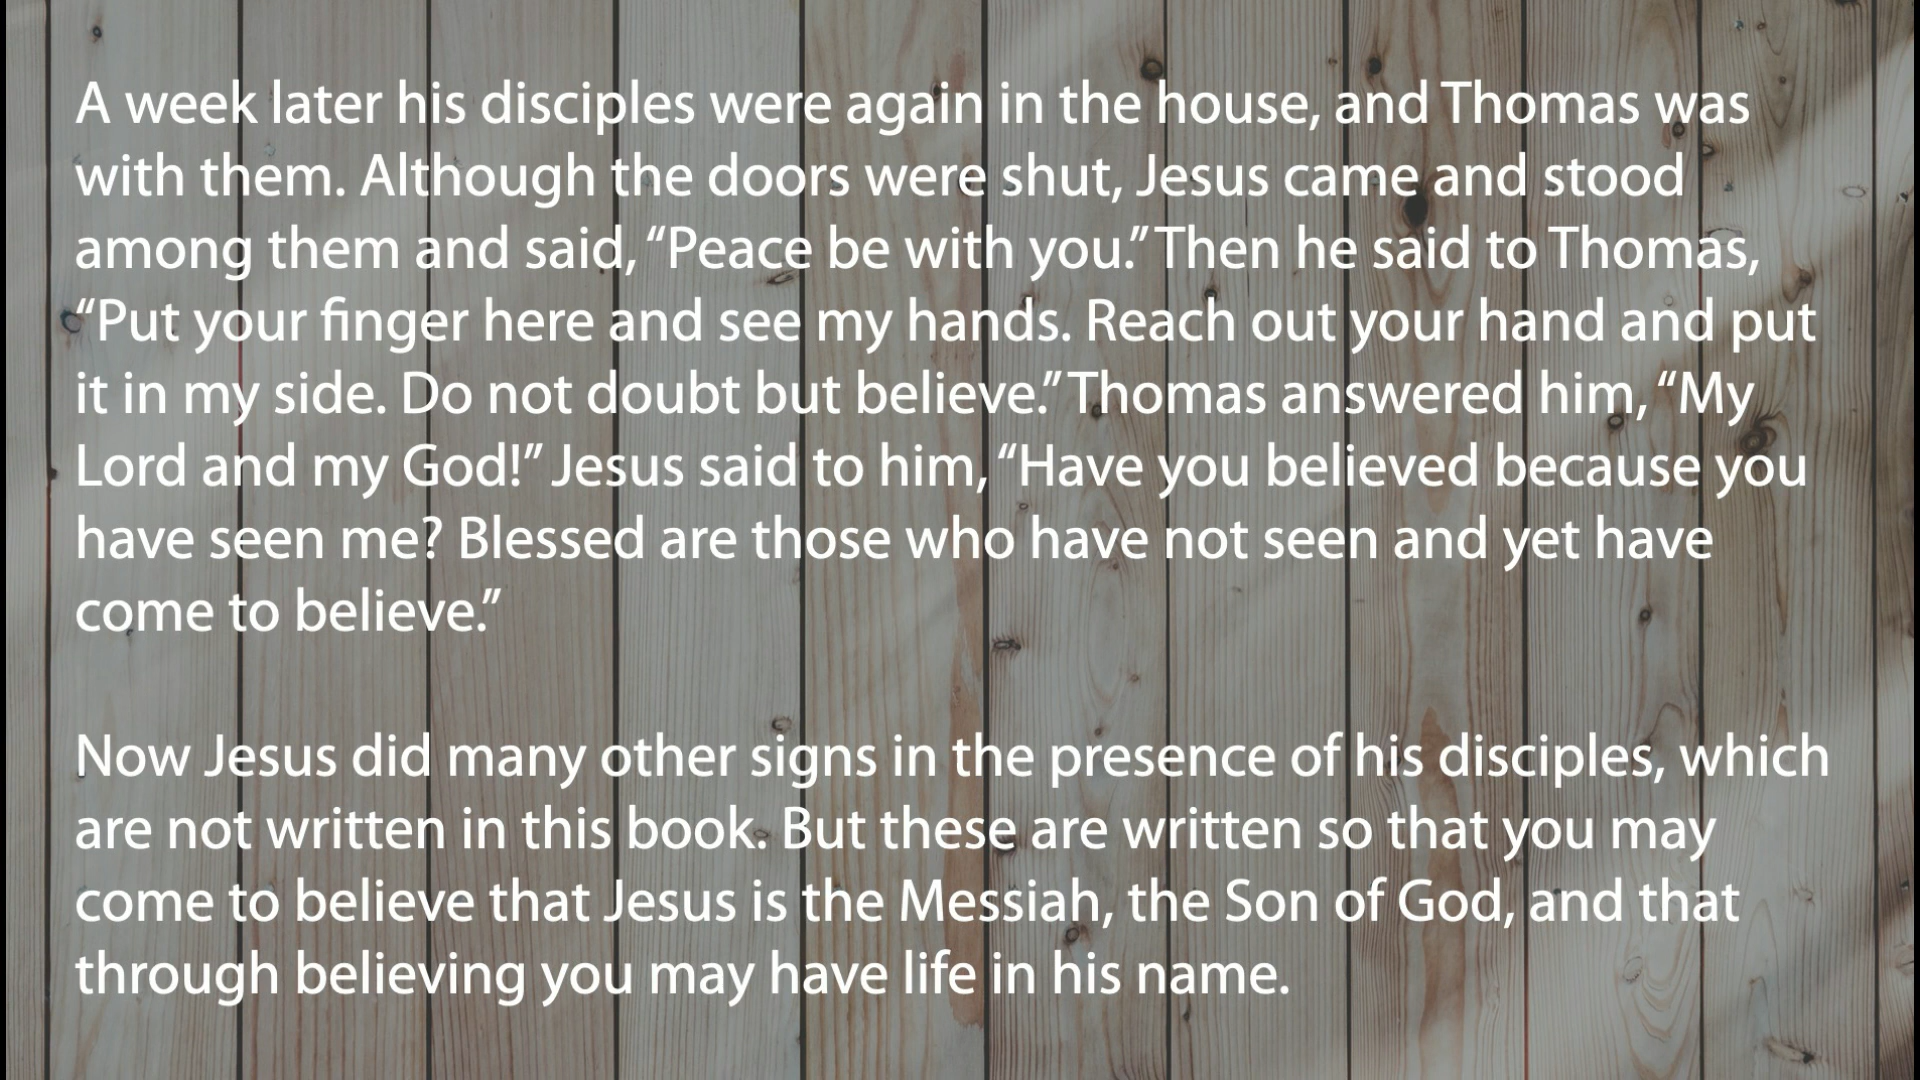 A week later his disciples were again in the house, and Thomas was
with them. Although the doors were shut, Jesus came and stood
among them and said, “Peace be with you.” Then he said to Thomas,
“Put your finger here and see my hands. Reach out your hand and put
it in my side. Do not doubt but believe.” Thomas answered him, “My
Lord and my God!” Jesus said to him, “Have you believed because you
have seen me? Blessed are those who have not seen and yet have
come to believe.”
Now Jesus did many other signs in the presence of his disciples, which
are not written in this book. But these are written so that you may
come to believe that Jesus is the Messiah, the Son of God, and that
through believing you may have life in his name.